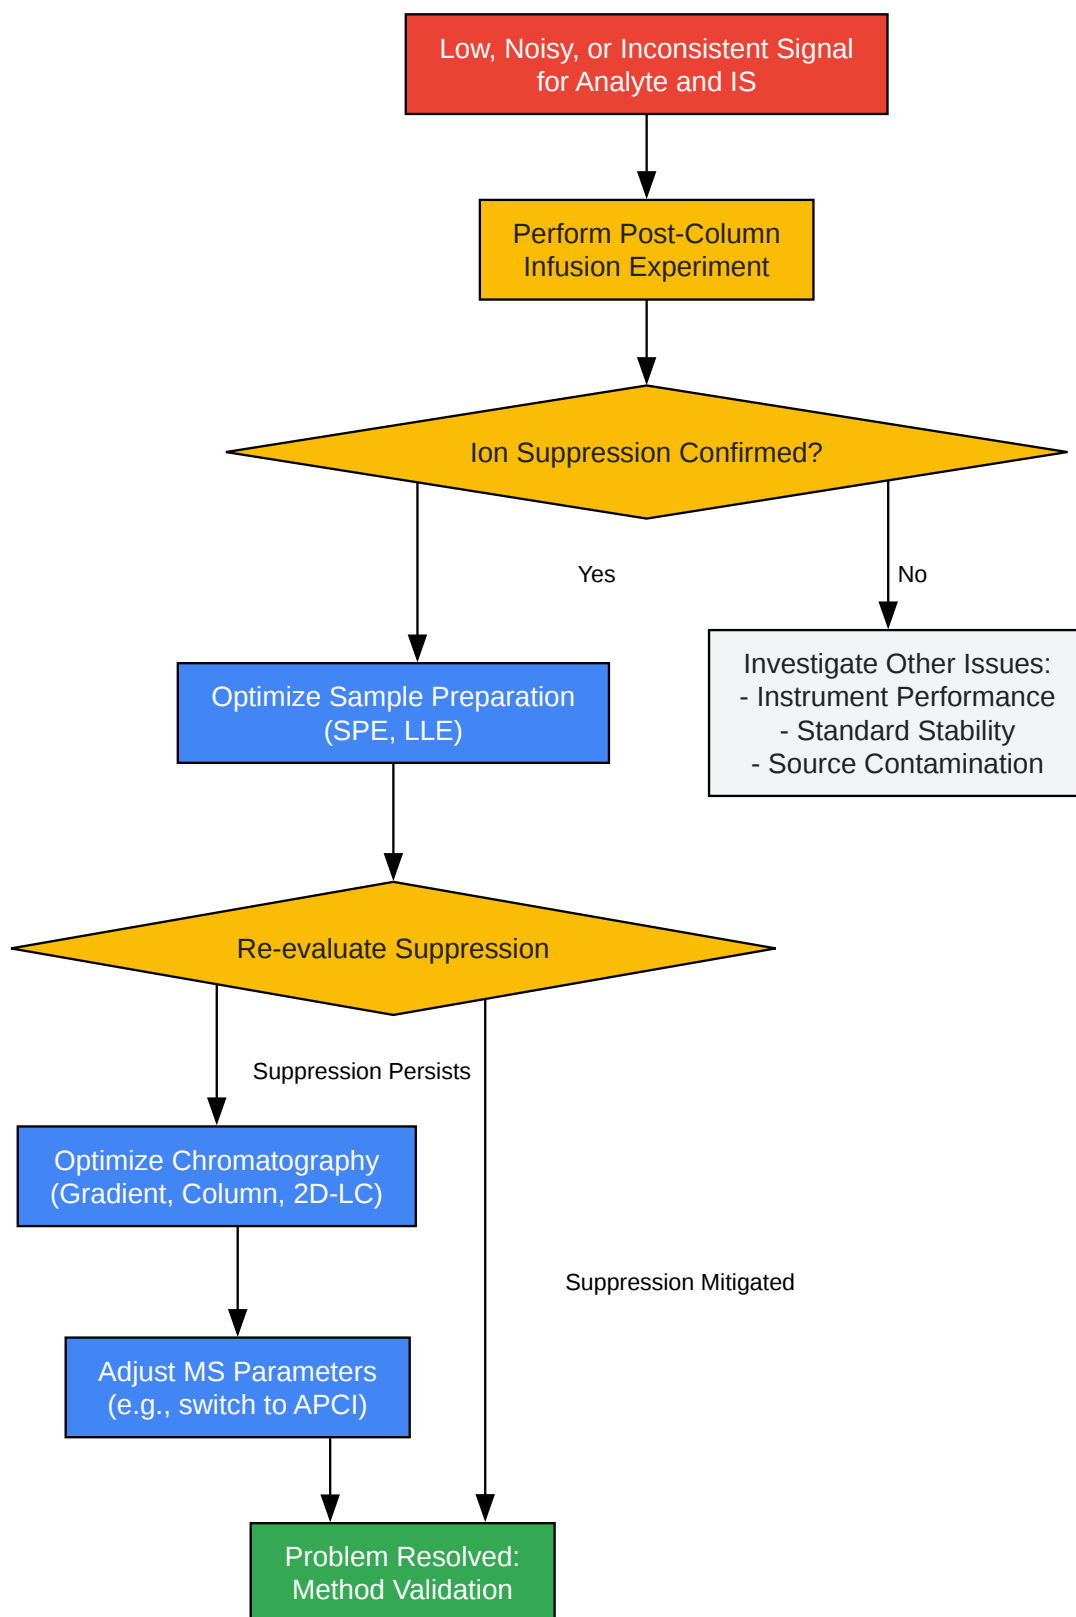 Low, Noisy, or Inconsistent Signal
for Analyte and IS
Perform Post-Column
Infusion Experiment
Ion Suppression Confirmed?
Yes
No
Optimize Sample Preparation
(SPE, LLE)
Investigate Other Issues:
- Instrument Performance
- Standard Stability
- Source Contamination
Re-evaluate Suppression
Suppression Persists
Optimize Chromatography
(Gradient, Column, 2D-LC)
Suppression Mitigated
Adjust MS Parameters
(e.g., switch to APCI)
Problem Resolved:
Method Validation